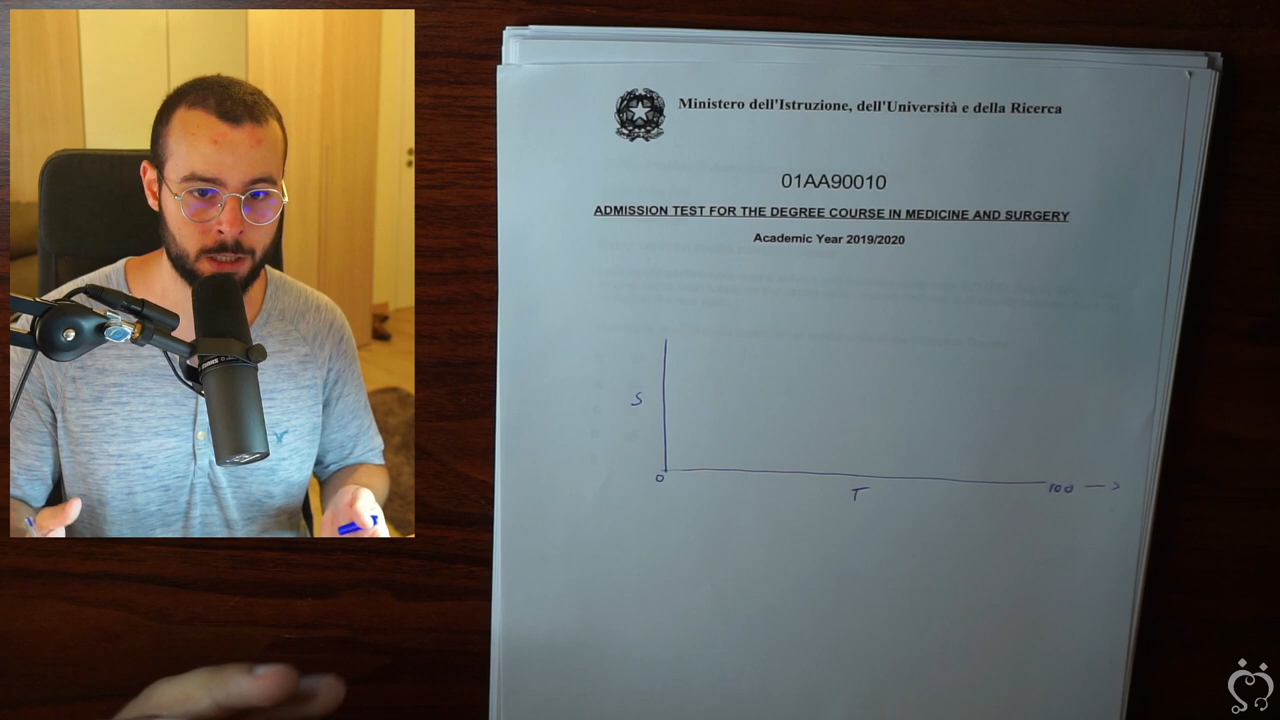 Ministero dell'Istruzione, dell'Università e della Ricerca
01AA90010
ADMISSION TEST FOR THE DEGREE COURSE IN MEDICINE AND SURGERY
Academic Year 2019/2020
S
0
T
100